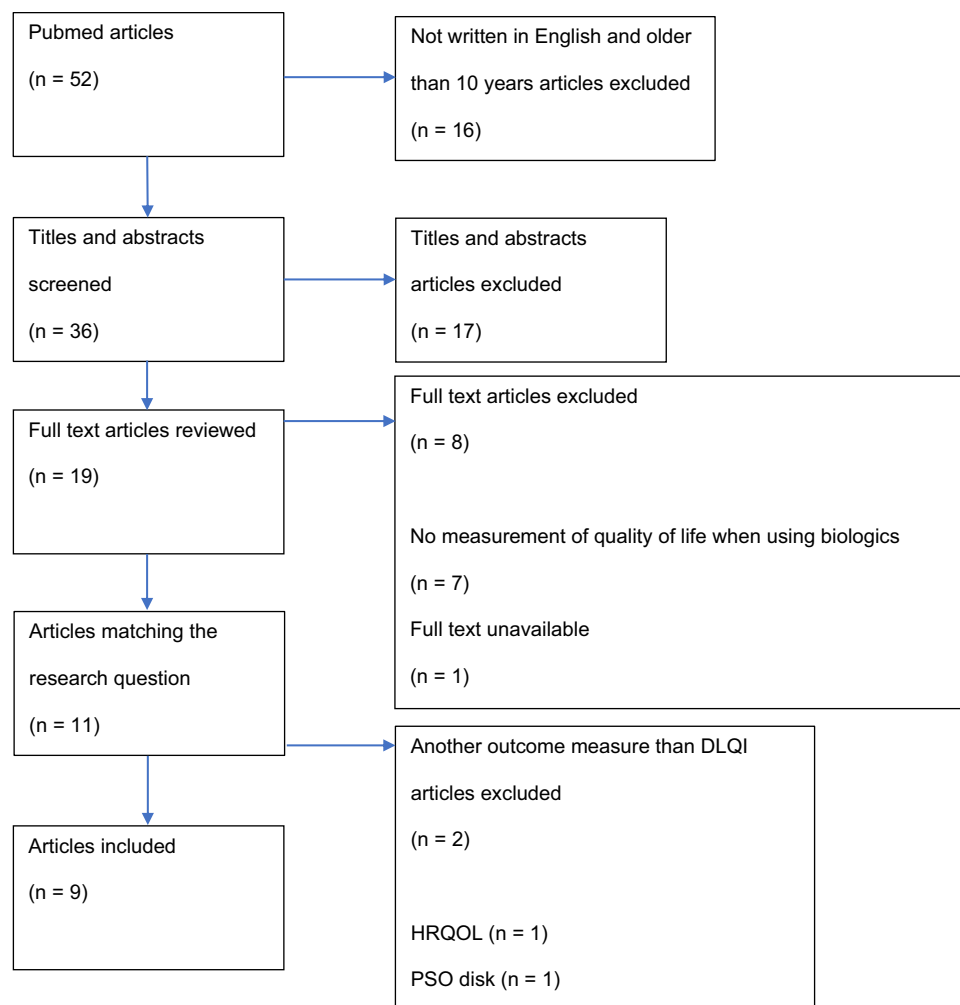 Pubmed articles
(n = 52)
Not written in English and older
than 10 years articles excluded
(n = 16)
Titles and abstracts
screened
(n = 36)
Titles and abstracts
articles excluded
(n = 17)
Full text articles reviewed
(n = 19)
Full text articles excluded
(n = 8)
No measurement of quality of life when using biologics
(n = 7)
Full text unavailable
(n = 1)
Articles matching the
research question
(n = 11)
Another outcome measure than DLQI
articles excluded
(n = 2)
HRQOL (n = 1)
PSO disk (n = 1)
Articles included
(n = 9)